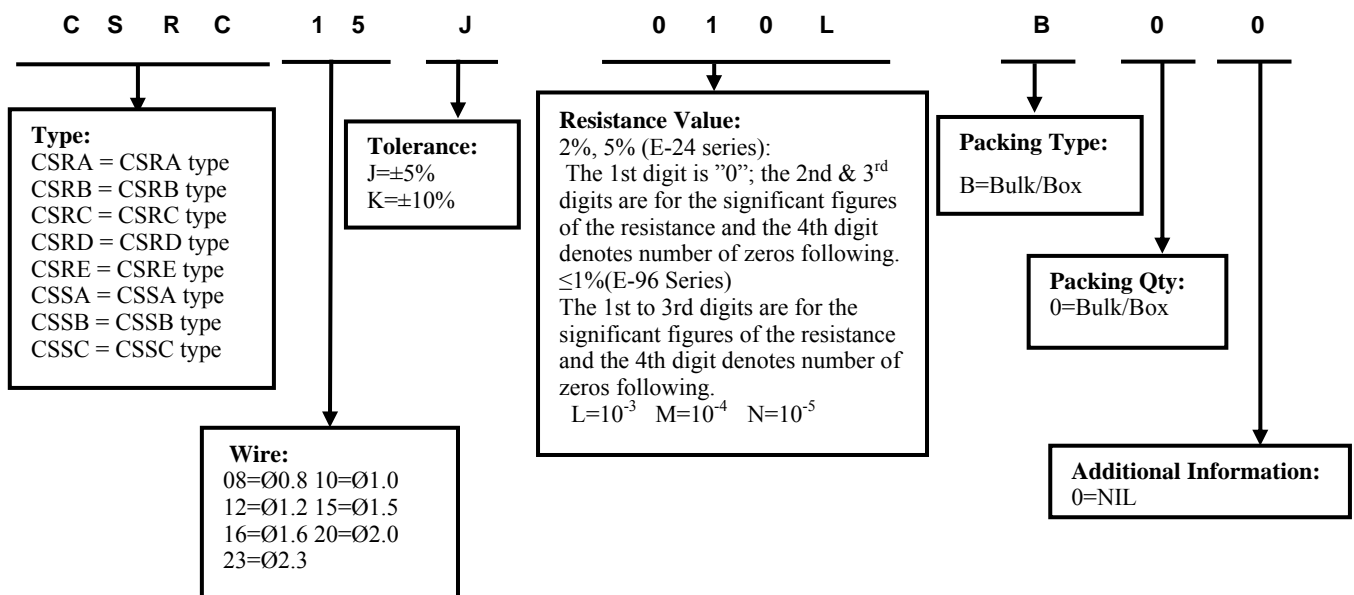 C S R C 1 5 J 0 1 0 L B 0 0
Type:
CSRA = CSRA type
CSRB = CSRB type
CSRC = CSRC type
CSRD = CSRD type
CSRE = CSRE type
CSSA = CSSA type
CSSB = CSSB type
CSSC = CSSC type
Wire:
08=Ø0.8 10=Ø1.0
12=Ø1.2 15=Ø1.5
16=Ø1.6 20=Ø2.0
23=Ø2.3
Tolerance:
J=±5%
K=±10%
Resistance Value:
2%, 5% (E-24 series):
The 1st digit is ”0”; the 2nd & 3rd
digits are for the significant figures
of the resistance and the 4th digit
denotes number of zeros following.
≤1%(E-96 Series)
The 1st to 3rd digits are for the
significant figures of the resistance
and the 4th digit denotes number of
zeros following.
L=10-3 M=10-4 N=10-5
Packing Type:
B=Bulk/Box
Packing Qty:
0=Bulk/Box
Additional Information:
0=NIL